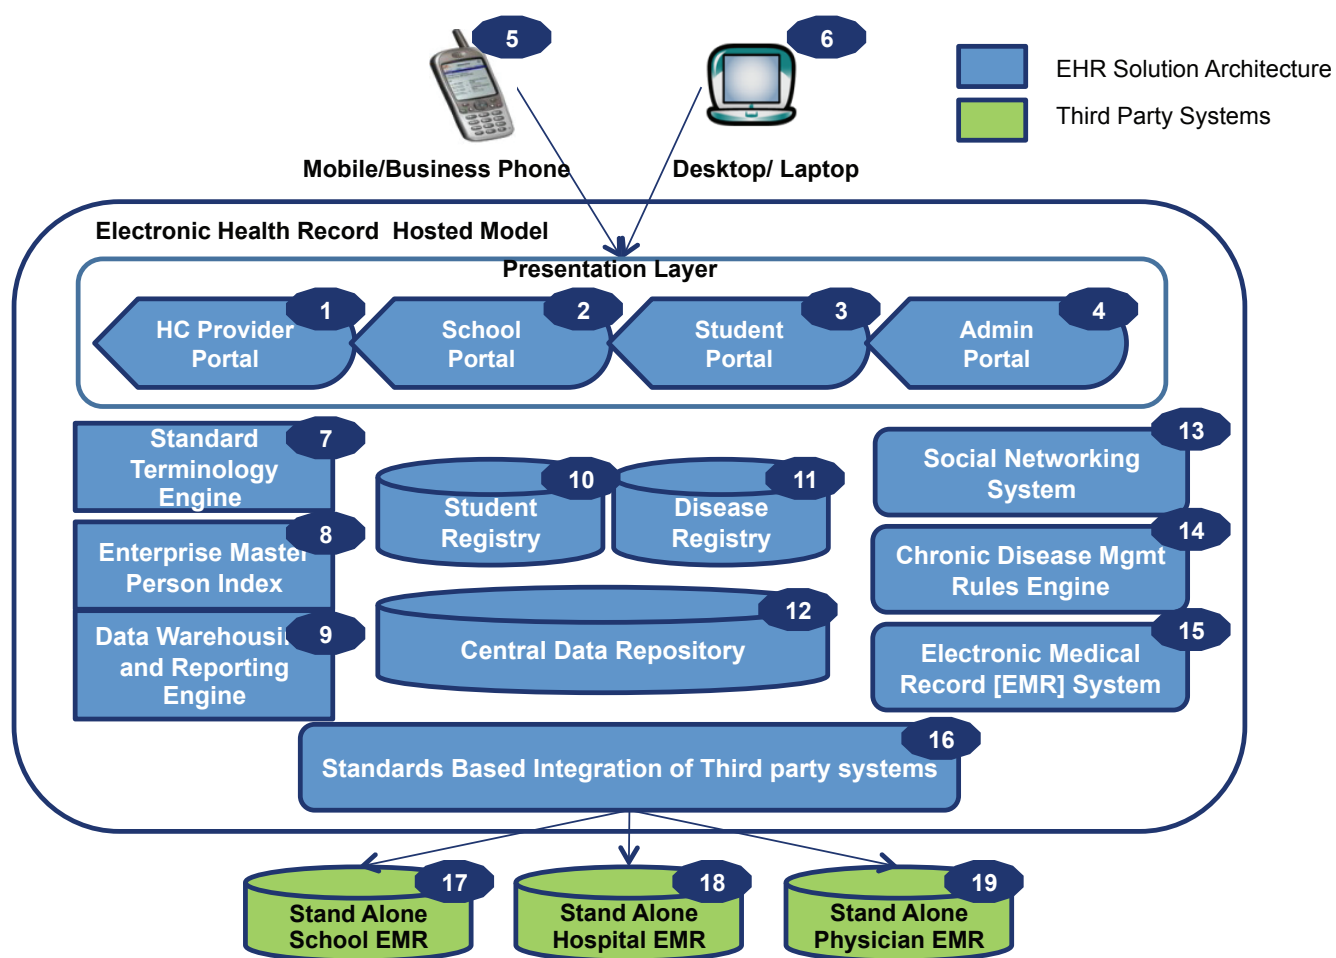 5
6
EHR Solution Architecture
Third Party Systems
Mobile/Business Phone
Desktop/ Laptop
Electronic Health Record  Hosted Model
Presentation Layer
1
HC Provider
Portal
2
School
Portal
3
Student
Portal
4
Admin
Portal
7
Standard
Terminology
Engine
8
Enterprise Master
Person Index
9
Data Warehousing
and Reporting
Engine
10
Student
Registry
11
Disease
Registry
12
Central Data Repository
13
Social Networking
System
14
Chronic Disease Mgmt
Rules Engine
15
Electronic Medical
Record [EMR] System
16
Standards Based Integration of Third party systems
17
Stand Alone
School EMR
18
Stand Alone
Hospital EMR
19
Stand Alone
Physician EMR